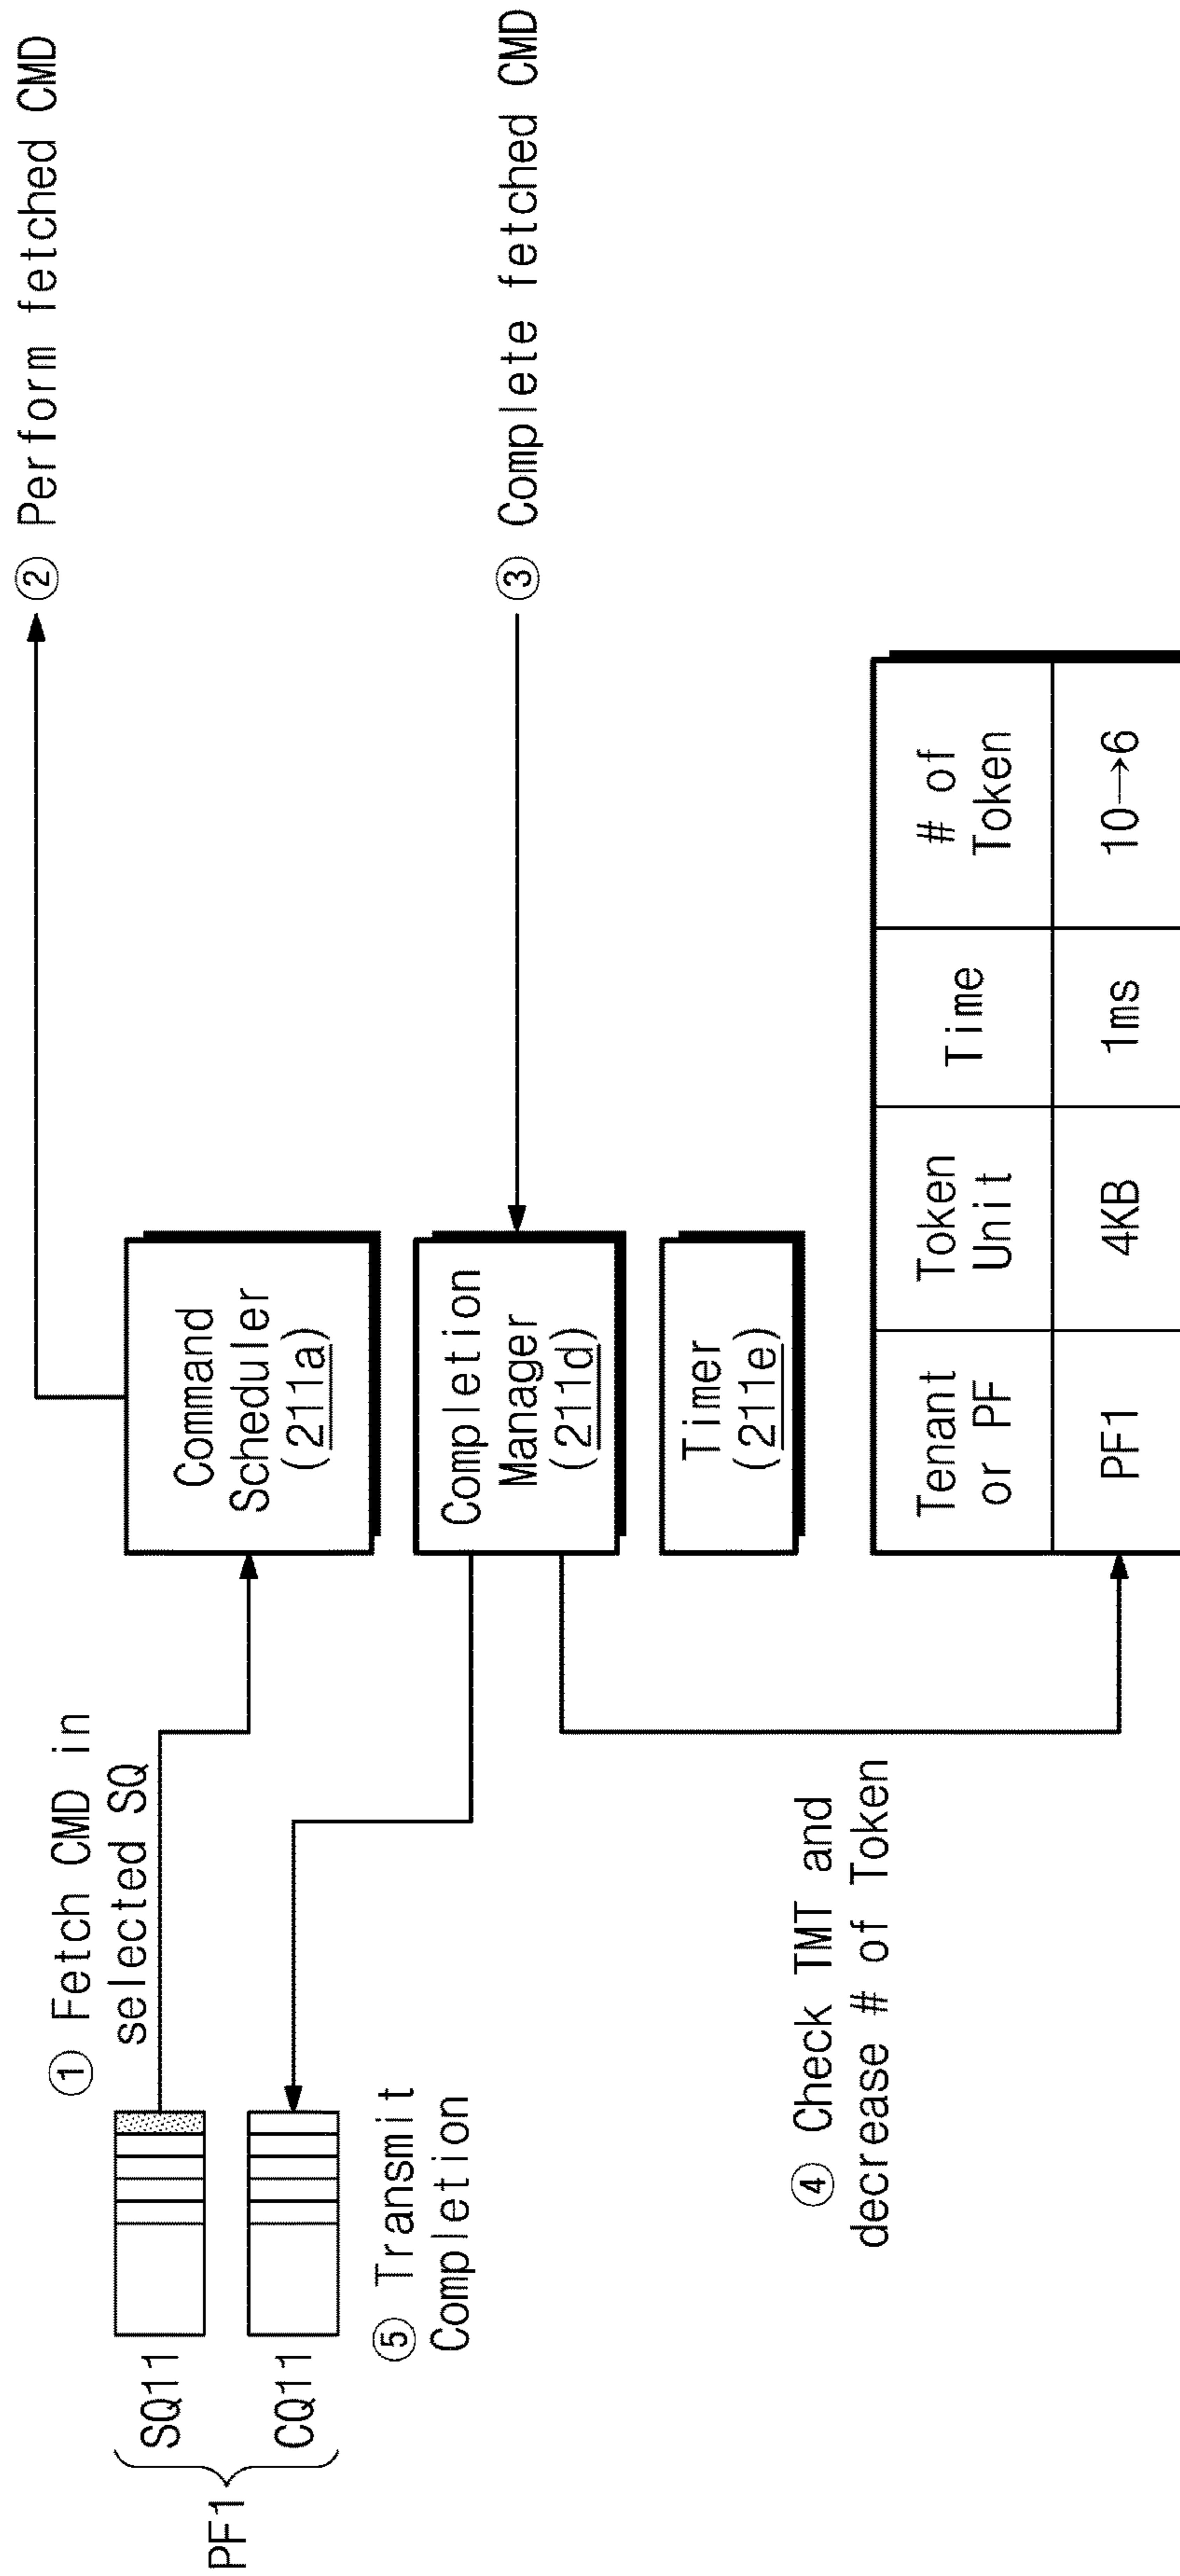 ① Fetch CMD in
selected SQ
② Perform fetched CMD
PF1
SQ11
CQ11
Command
Scheduler
(211a)
⑤ Transmit
Completion
Completion
Manager
(211d)
③ Complete fetched CMD
Timer
(211e)
④ Check TMT and
decrease # of Token
Tenant
or PF
Token
Unit
Time
# of
Token
PF1
4KB
1ms
10→6